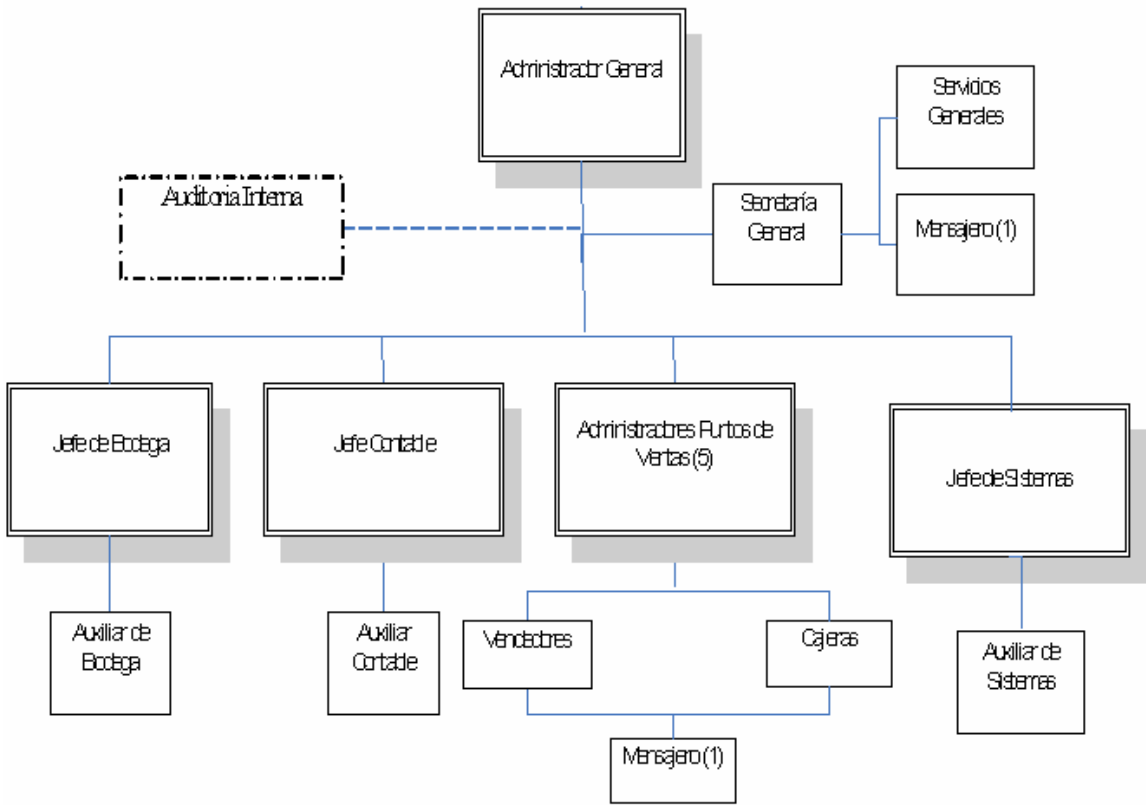 Administrador General
Servicios
Generales
Auditoria Interna
Secretaría
General
Mensajero (1)
Jefe de Bodega
Jefe Contable
Administradores Puntos de
Ventas (5)
Jefe de Sistemas
Auxiliar de
Bodega
Auxiliar
Contable
Vendedores
Cajeras
Auxiliar de
Sistemas
Mensajero (1)